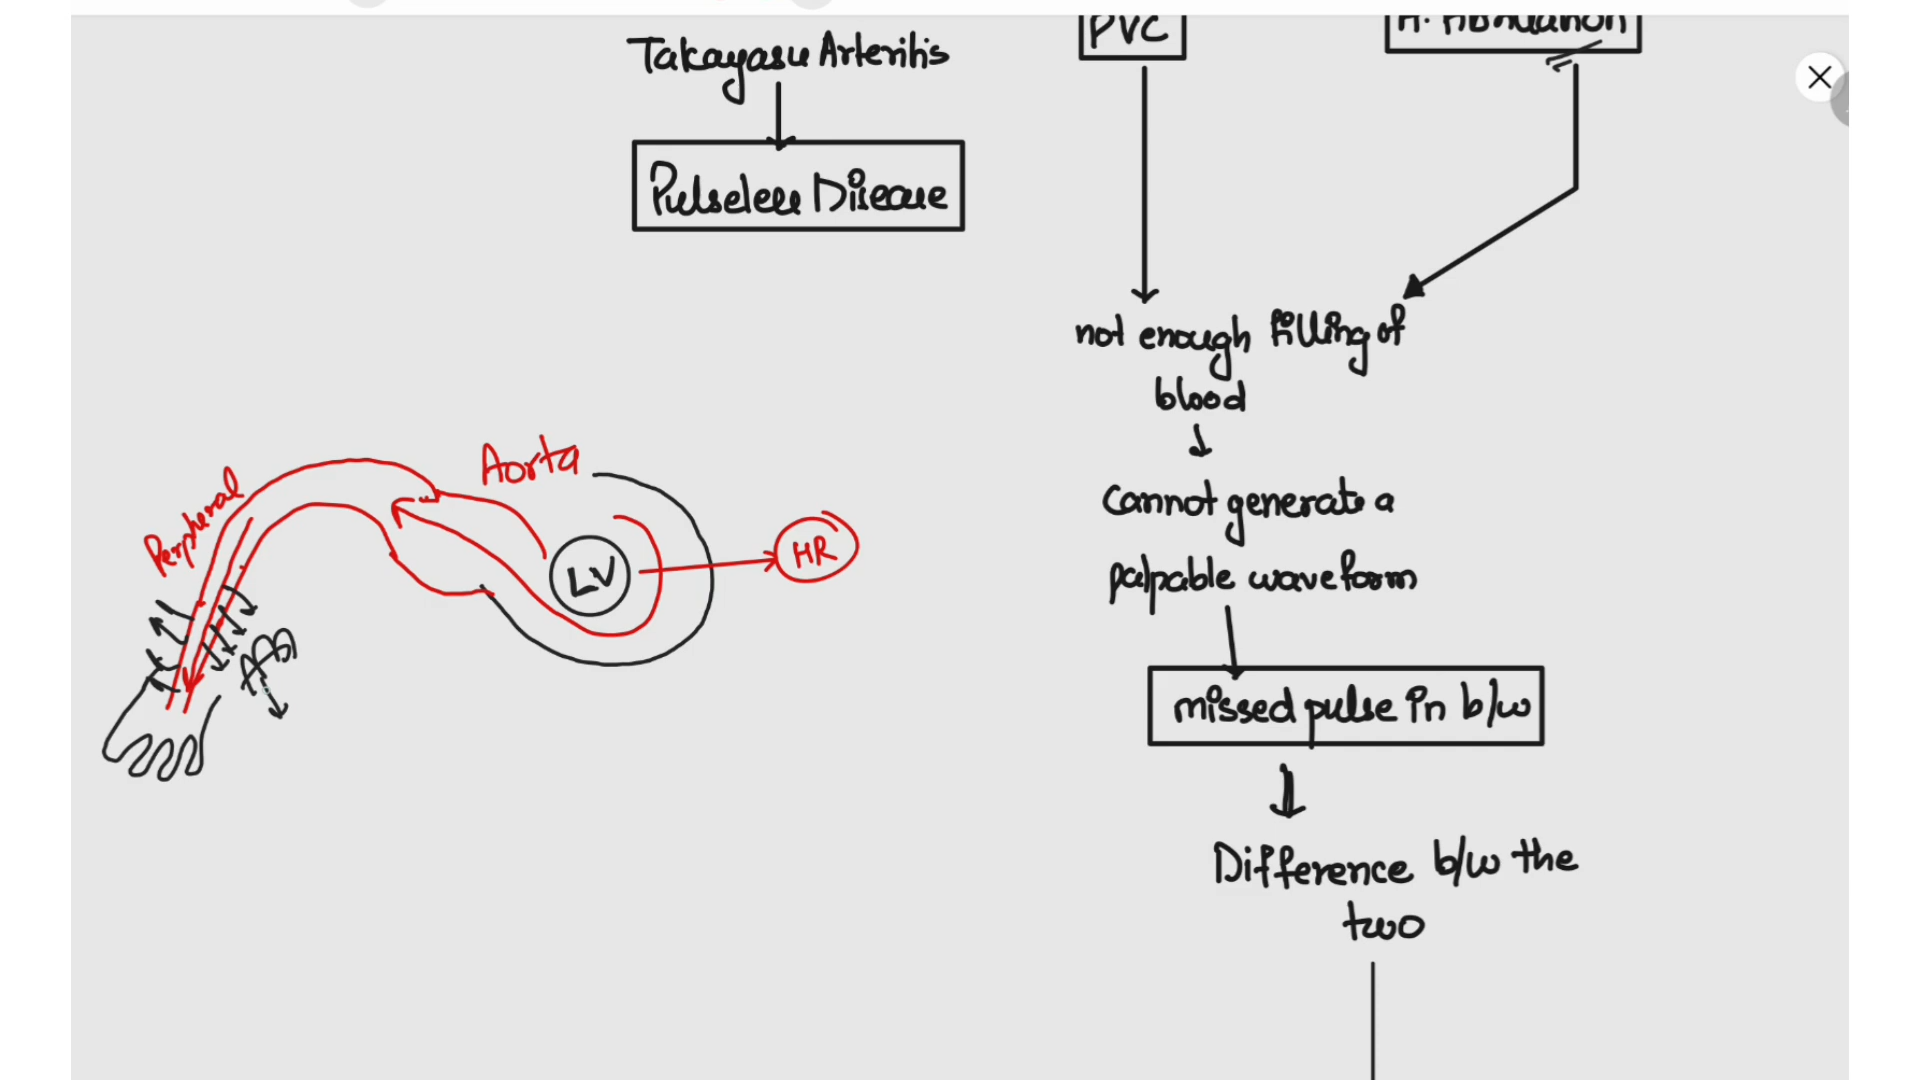 Takayasu Arteritis
Pulseless Disease
PVC
A. Fibrillation
not enough filling of
blood
Cannot generate a
palpable waveform
missed pulse in b/w
Difference b/w the
two
Aorta
Peripheral
LV
HR